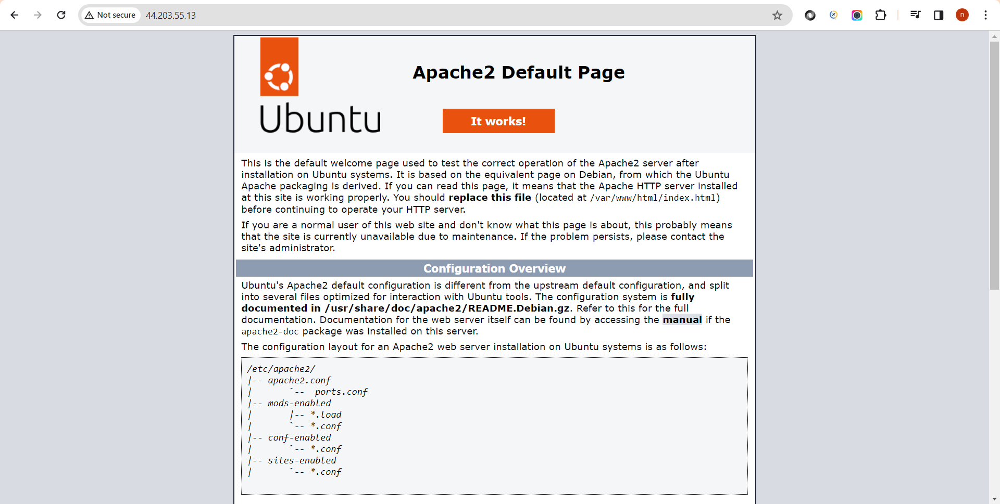 Not secure
44.203.55.13
n
Apache2 Default Page
Ubuntu
It works!
This is the default welcome page used to test the correct operation of the Apache2 server after
installation on Ubuntu systems. It is based on the equivalent page on Debian, from which the Ubuntu
Apache packaging is derived. If you can read this page, it means that the Apache HTTP server installed
at this site is working properly. You should replace this file (located at /var/www/html/index.html)
before continuing to operate your HTTP server.
If you are a normal user of this web site and don't know what this page is about, this probably means
that the site is currently unavailable due to maintenance. If the problem persists, please contact the
site's administrator.
Configuration Overview
Ubuntu's Apache2 default configuration is different from the upstream default configuration, and split
into several files optimized for interaction with Ubuntu tools. The configuration system is fully
documented in /usr/share/doc/apache2/README.Debian.gz. Refer to this for the full
documentation. Documentation for the web server itself can be found by accessing the manual if the
apache2-doc package was installed on this server.
The configuration layout for an Apache2 web server installation on Ubuntu systems is as follows:
/etc/apache2/
|-- apache2.conf
|       `--  ports.conf
|-- mods-enabled
|       |-- *.load
|       `-- *.conf
|-- conf-enabled
|       `-- *.conf
|-- sites-enabled
|       `-- *.conf